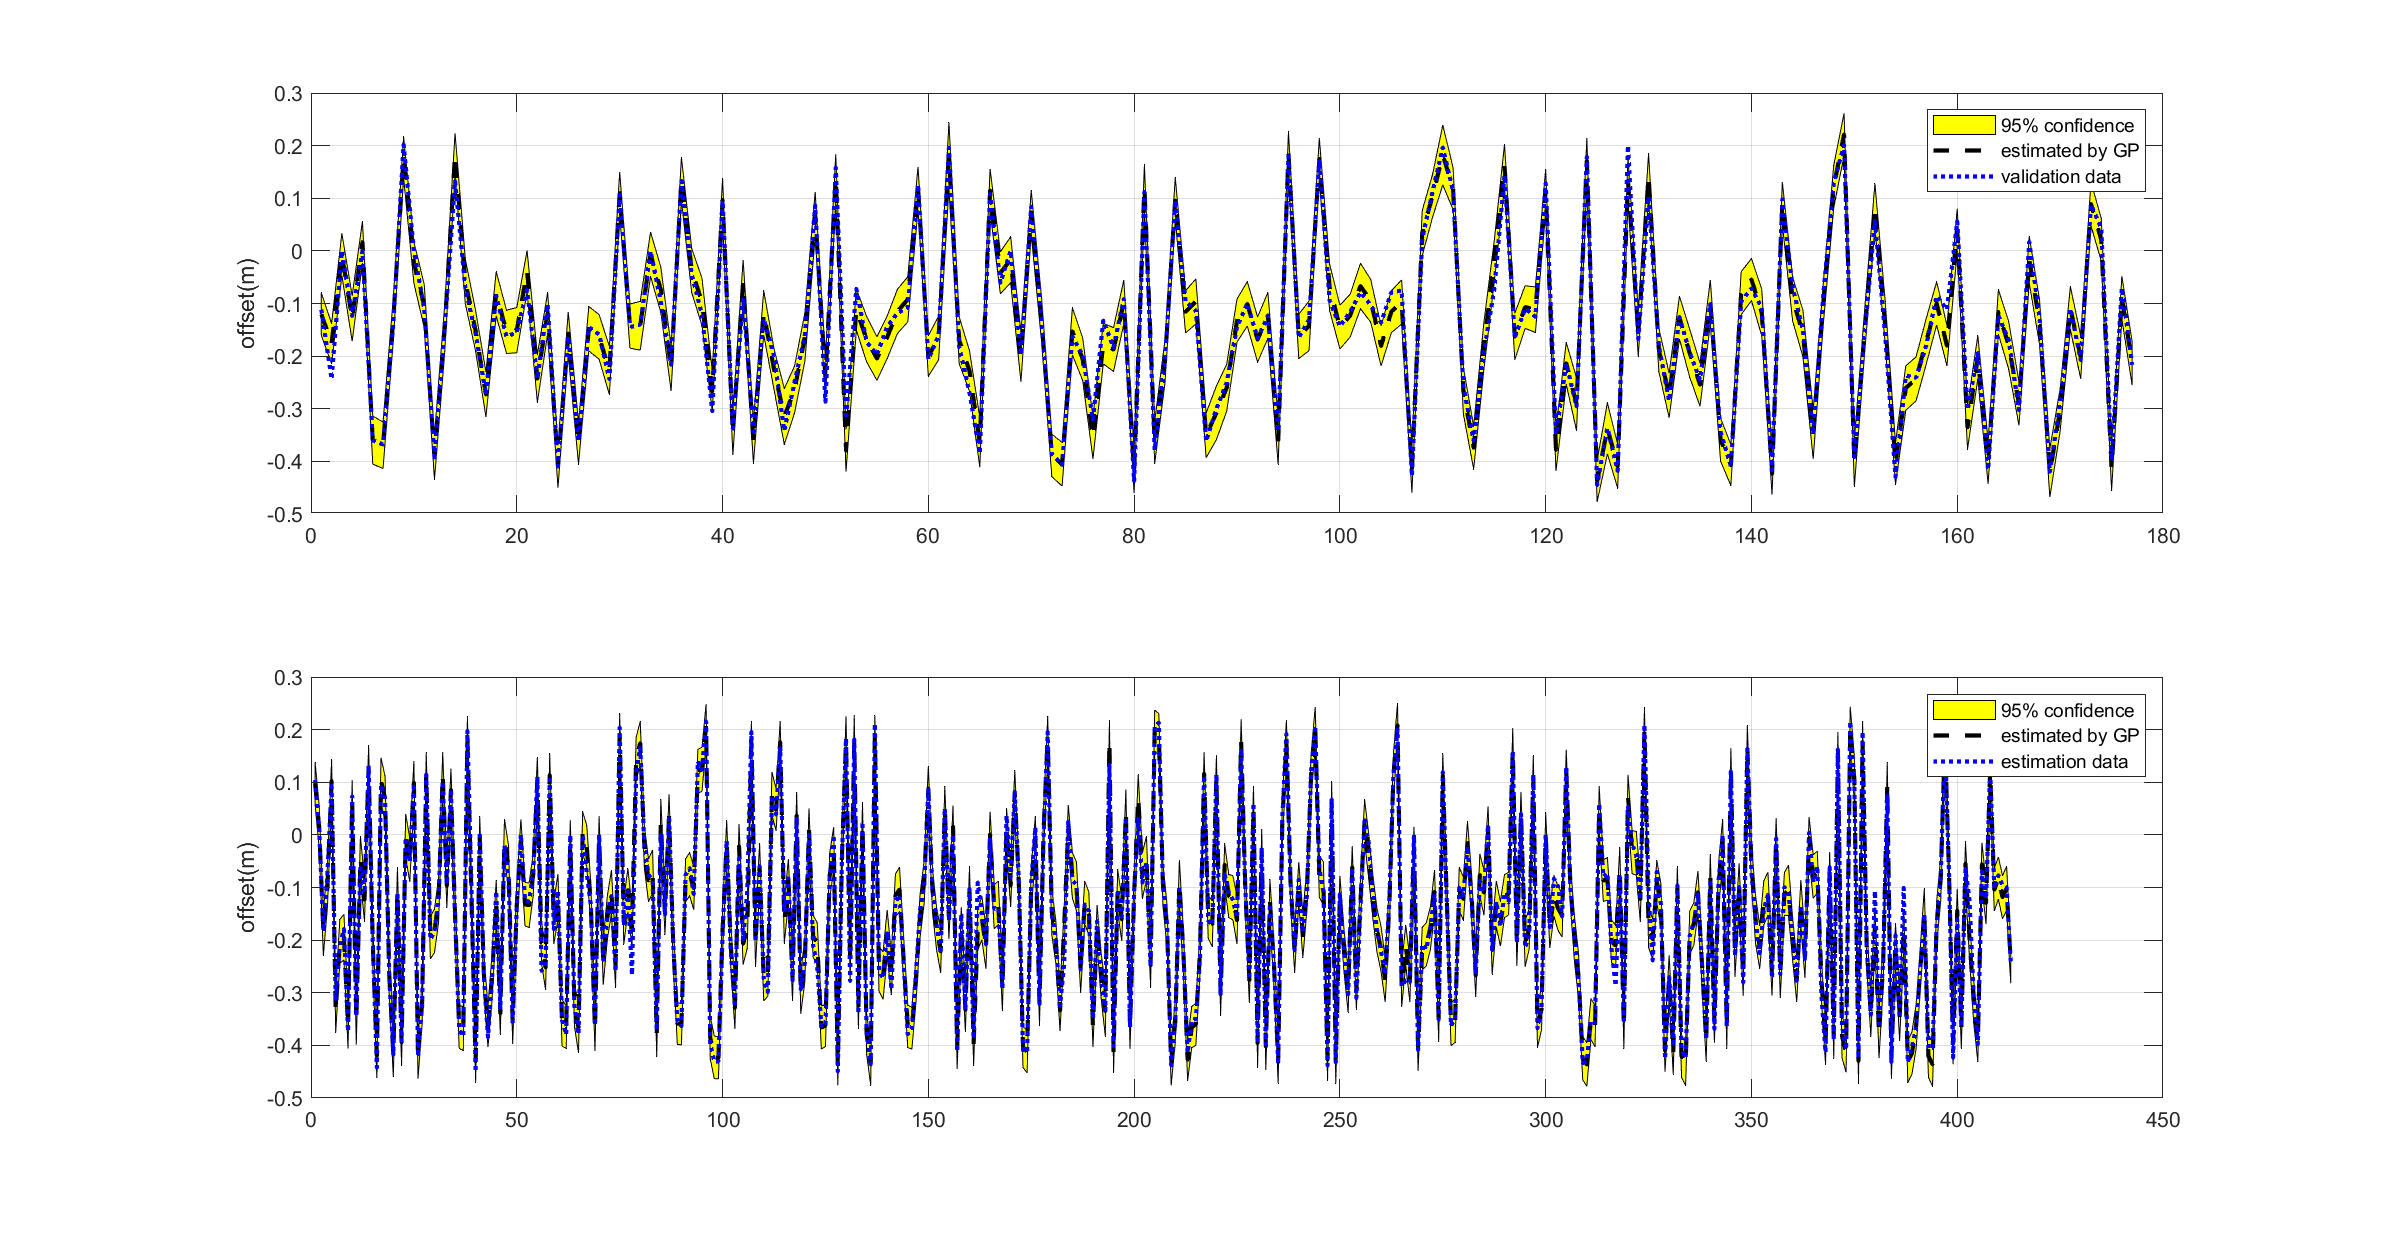 0.3
0.2
0.1
0
-0.1
-0.2
-0.3
-0.4
-0.5
offset(m)
95% confidence
estimated by GP
validation data
0 20 40 60 80 100 120 140 160 180
0.3
0.2
0.1
0
-0.1
-0.2
-0.3
-0.4
-0.5
offset(m)
95% confidence
estimated by GP
estimation data
0 50 100 150 200 250 300 350 400 450